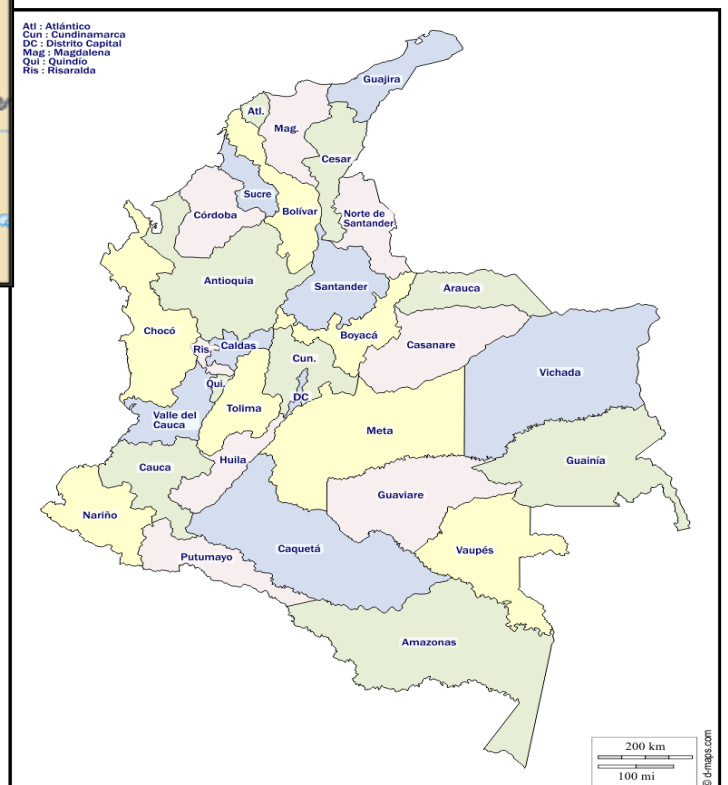 Atl : Atlántico
Cun : Cundinamarca
DC : Distrito Capital
Mag : Magdalena
Qui : Quindío
Ris : Risaralda
Guajira
Atl.
Mag.
Cesar
Sucre
Córdoba
Bolívar
Norte de
Santander
Antioquia
Santander
Arauca
Chocó
Boyacá
Casanare
Ris.
Caldas
Cun.
Vichada
Qui.
DC
Tolima
Valle del
Cauca
Meta
Huila
Guainía
Cauca
Guaviare
Nariño
Caquetá
Vaupés
Putumayo
Amazonas
200 km
100 mi
© d-maps.com